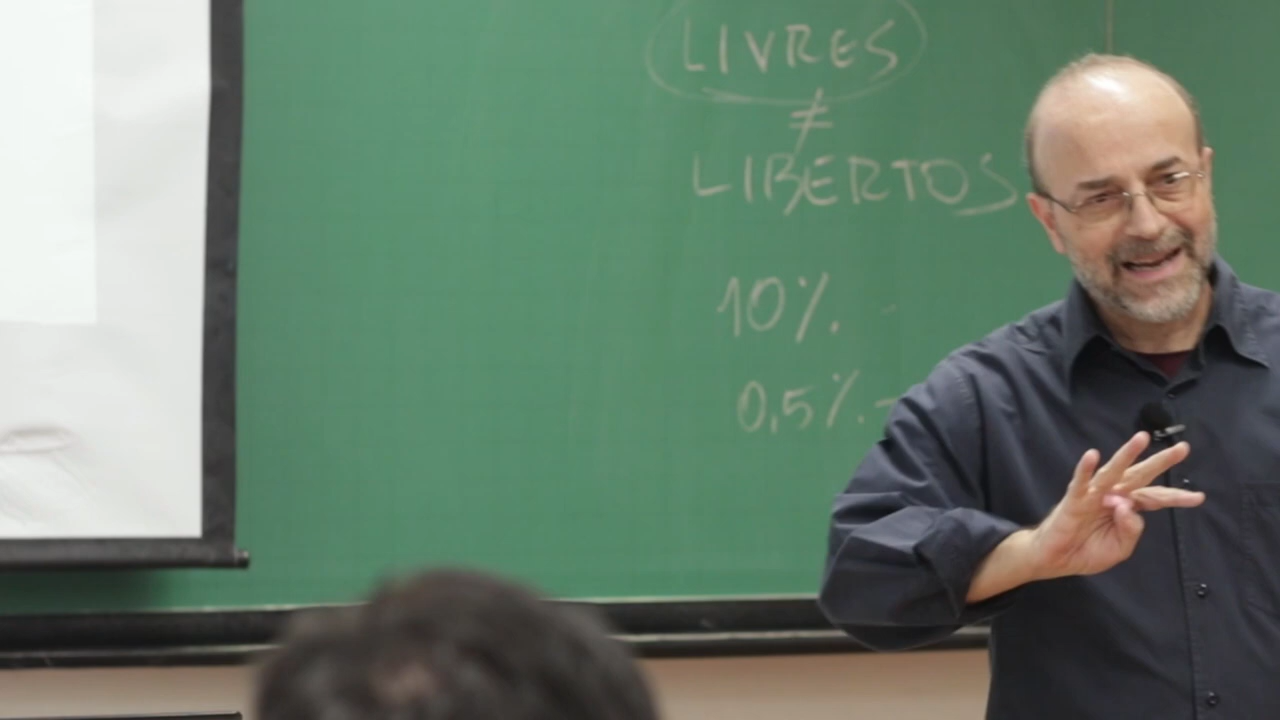 LIVRES
≠
LIBERTOS
10%.
0,5%.-